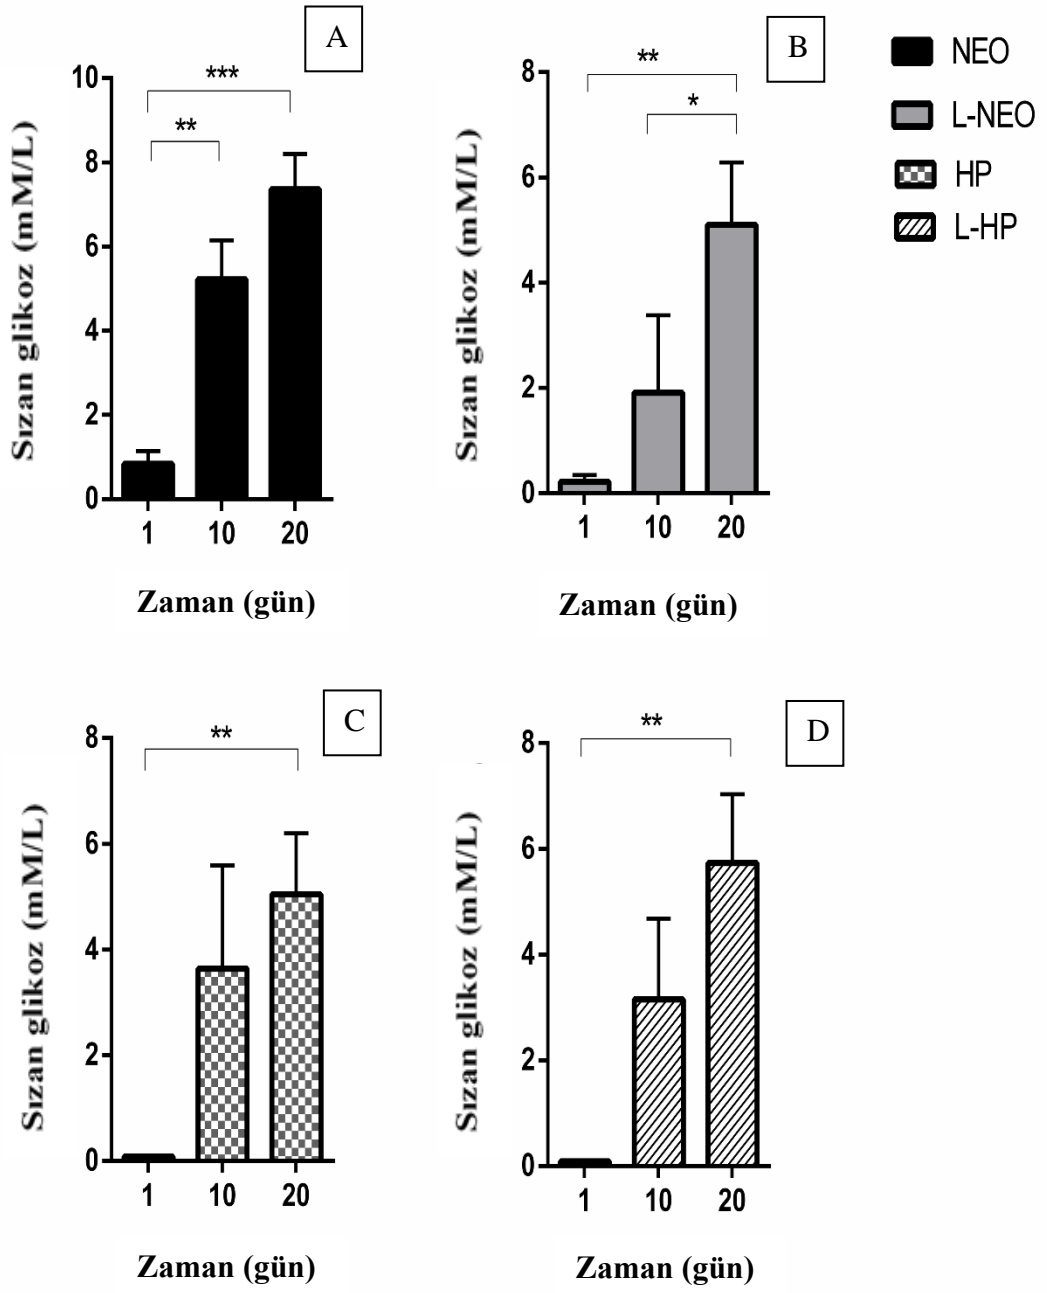 A
B
NEO
L-NEO
HP
L-HP
Sızan glikoz (mM/L)
10
8
6
4
2
0
***
**
1 10 20
Zaman (gün)
Sızan glikoz (mM/L)
8
6
4
2
0
**
*
1 10 20
Zaman (gün)
C
Sızan glikoz (mM/L)
8
6
4
2
0
**
1 10 20
Zaman (gün)
D
Sızan glikoz (mM/L)
8
6
4
2
0
**
1 10 20
Zaman (gün)